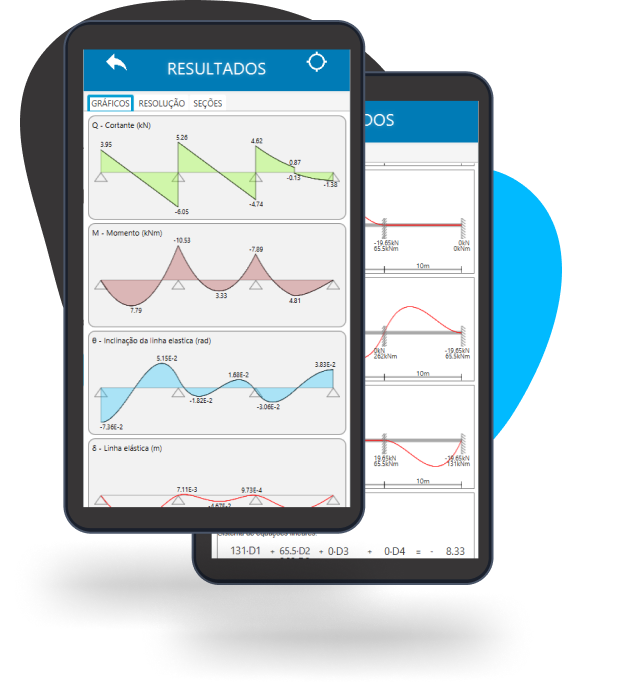 RESULTADOS
GRÁFICOS RESOLUÇÃO SEÇÕES
Q - Cortante (kN)
3.95 5.26 4.62 0.87
-6.05 -4.74 -0.13 -1.38
M - Momento (kNm)
-10.53 -7.89
7.79 3.33 4.81
θ - Inclinação da linha elastica (rad)
5.15E-2 1.68E-2 3.83E-2
-7.36E-2 -1.82E-2 -3.06E-2
δ - Linha elástica (m)
7.11E-3 9.73E-4
DOS
-19.65kN 0kN
65.5kNm 0kNm
10m
0kN -19.65kN
262kNm 65.5kNm
10m
19.65kN -19.65kN
65.5kNm 131kNm
10m
131·D1 + 65.5·D2 + 0·D3 + 0·D4 = - 8.33